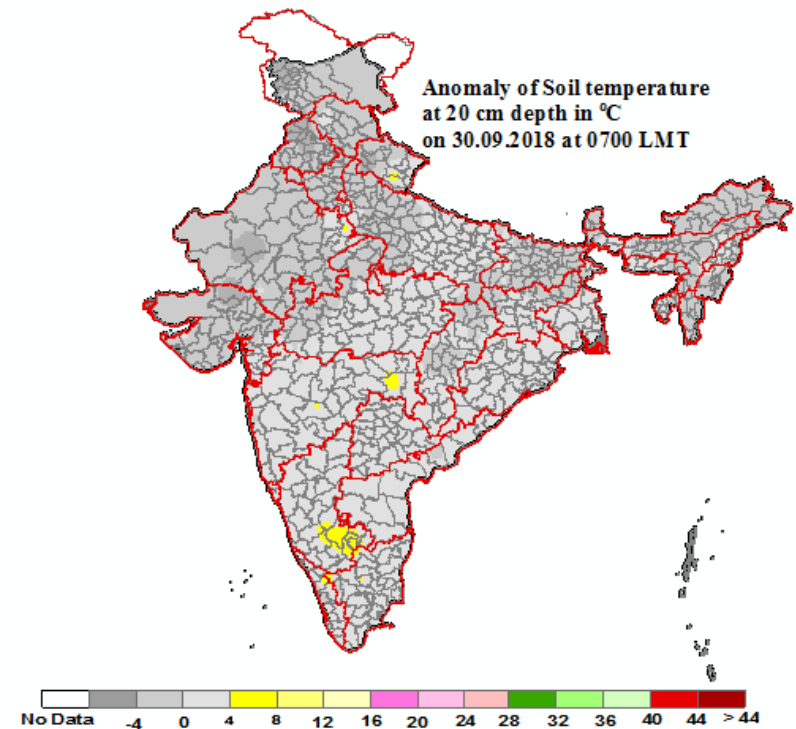 Anomaly of Soil temperature
at 20 cm depth in ⁰C
on 30.09.2018 at 0700 LMT
No Data -4 0 4 8 12 16 20 24 28 32 36 40 44 > 44